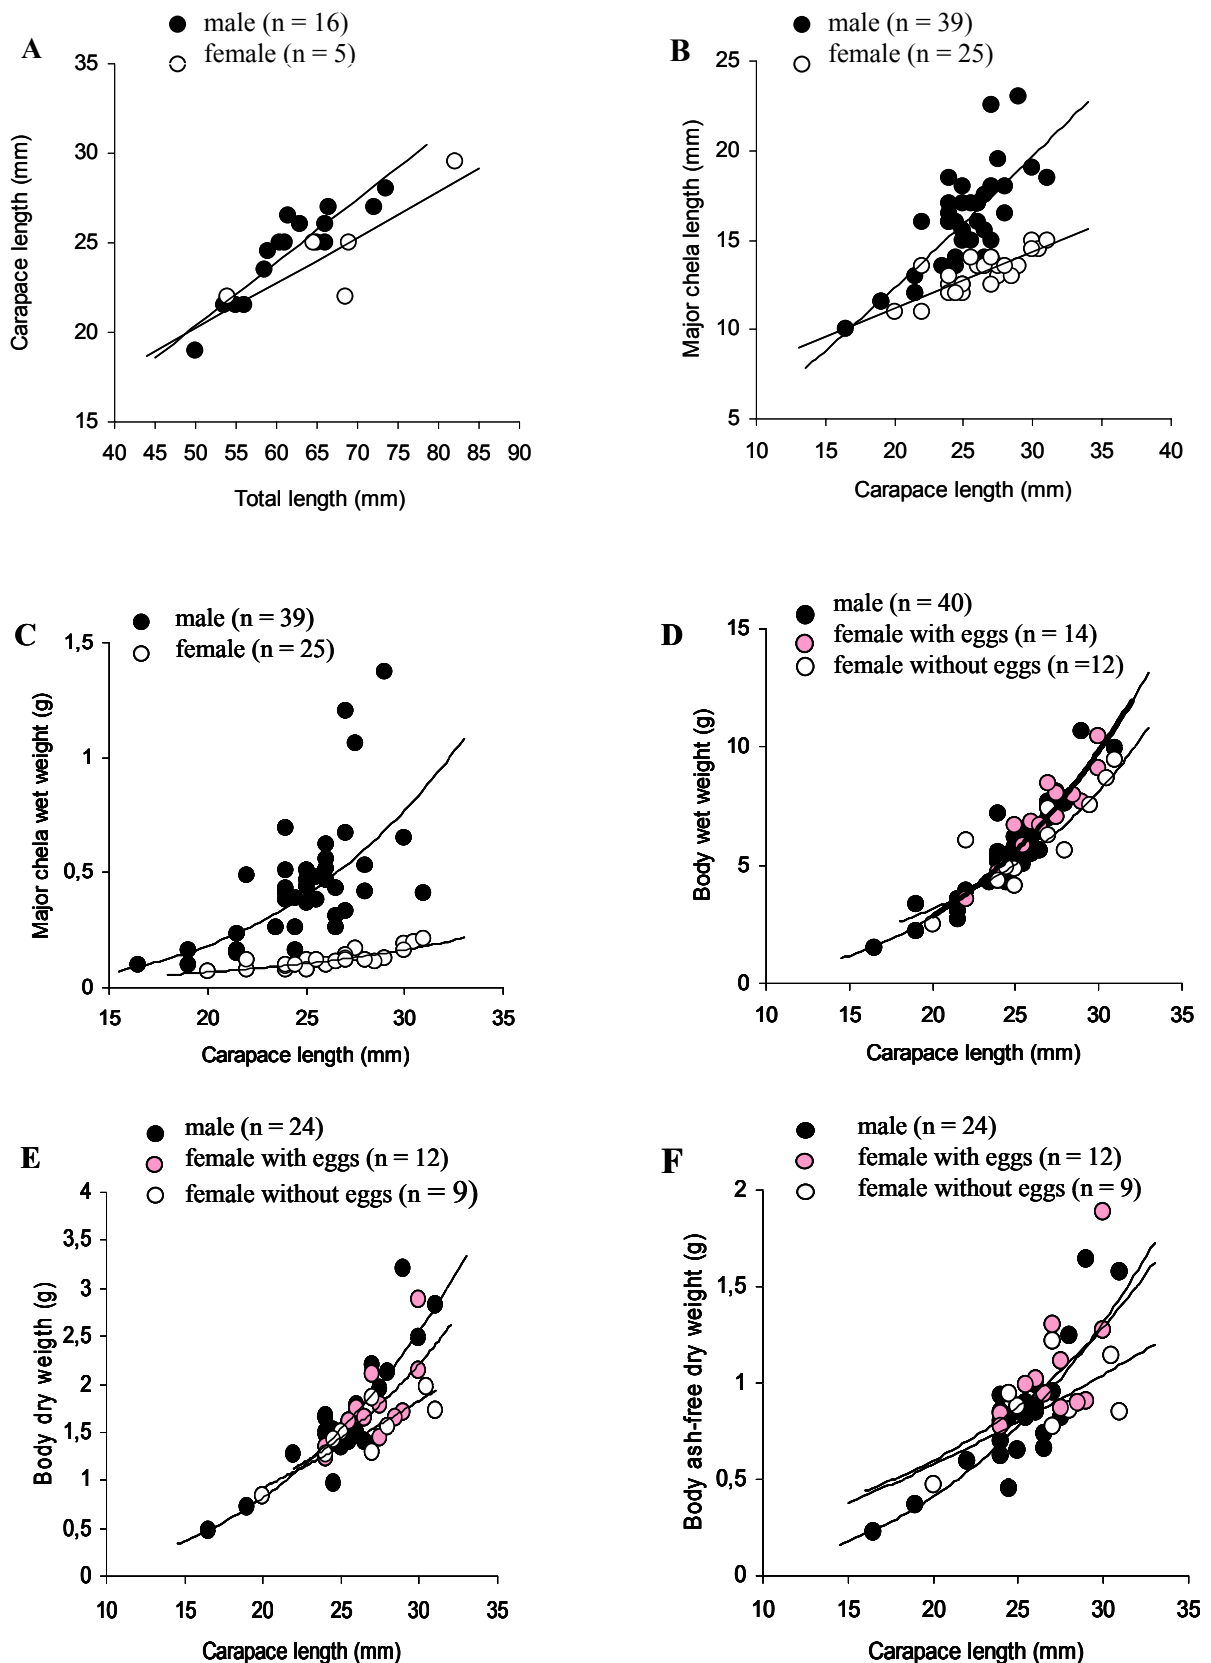 A
male (n = 16)
female (n = 5)
Carapace length (mm)
35
30
25
20
15
40 45 50 55 60 65 70 75 80 85 90
Total length (mm)
B
male (n = 39)
female (n = 25)
Major chela length (mm)
25
20
15
10
5
10 15 20 25 30 35 40
Carapace length (mm)
C
male (n = 39)
female (n = 25)
Major chela wet weight (g)
1,5
1
0,5
0
15 20 25 30 35
Carapace length (mm)
D
male (n = 40)
female with eggs (n = 14)
female without eggs (n =12)
Body wet weight (g)
15
10
5
0
10 15 20 25 30 35
Carapace length (mm)
E
male (n = 24)
female with eggs (n = 12)
female without eggs (n = 9)
Body dry weigth (g)
4
3,5
3
2,5
2
1,5
1
0,5
0
10 15 20 25 30 35
Carapace length (mm)
F
male (n = 24)
female with eggs (n = 12)
female without eggs (n = 9)
Body ash-free dry weight (g)
2
1,5
1
0,5
0
10 15 20 25 30 35
Carapace length (mm)